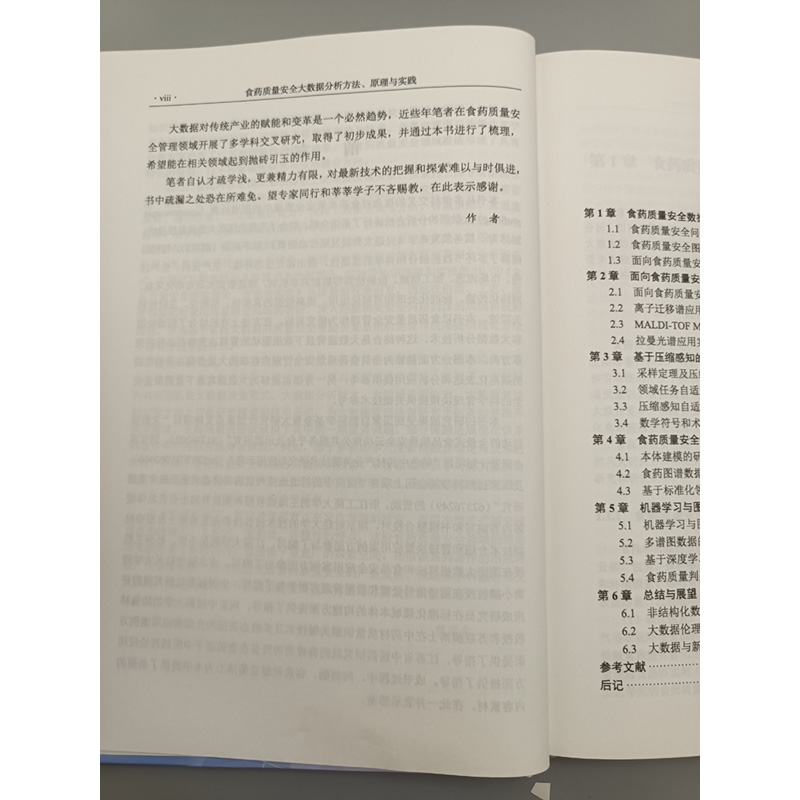 · viii ·
食药质量安全大数据分析方法、原理与实践
大数据对传统产业的赋能和变革是一个必然趋势，近些年笔者在食药质量安
全管理领域开展了多学科交叉研究，取得了初步成果，并通过本书进行了梳理，
希望能在相关领域起到抛砖引玉的作用。
笔者自认才疏学浅，更兼精力有限，对最新技术的把握和探索难以与时俱进，
书中疏漏之处恐在所难免、望专家同行和莘莘学子不吝赐教，在此表示感谢。
作 者
第 1 章 食药质量安全数据
1.1 食药质量安全问
1.2 食药质量安全图
1.3 面向食药质量安
第 2 章 面向食药质量安
2.1 面向食药质量安
2.2 离子迁移谱应用
2.3 MALDI-TOF M
2.4 拉曼光谱应用实
第 3 章 基于压缩感知的
3.1 采样定理及压缩
3.2 领域任务自适
3.3 压缩感知自适
3.4 数学符号和术
第 4 章 食药质量安全
4.1 本体建模的研
4.2 食药图谱数据
4.3 基于标准化领
第 5 章 机器学习与图
5.1 机器学习与图
5.2 多谱图数据的
5.3 基于深度学
5.4 食药质量判
第 6 章 总结与展望
6.1 非结构化数
6.2 大数据伦理
6.3 大数据与新
参考文献
后记